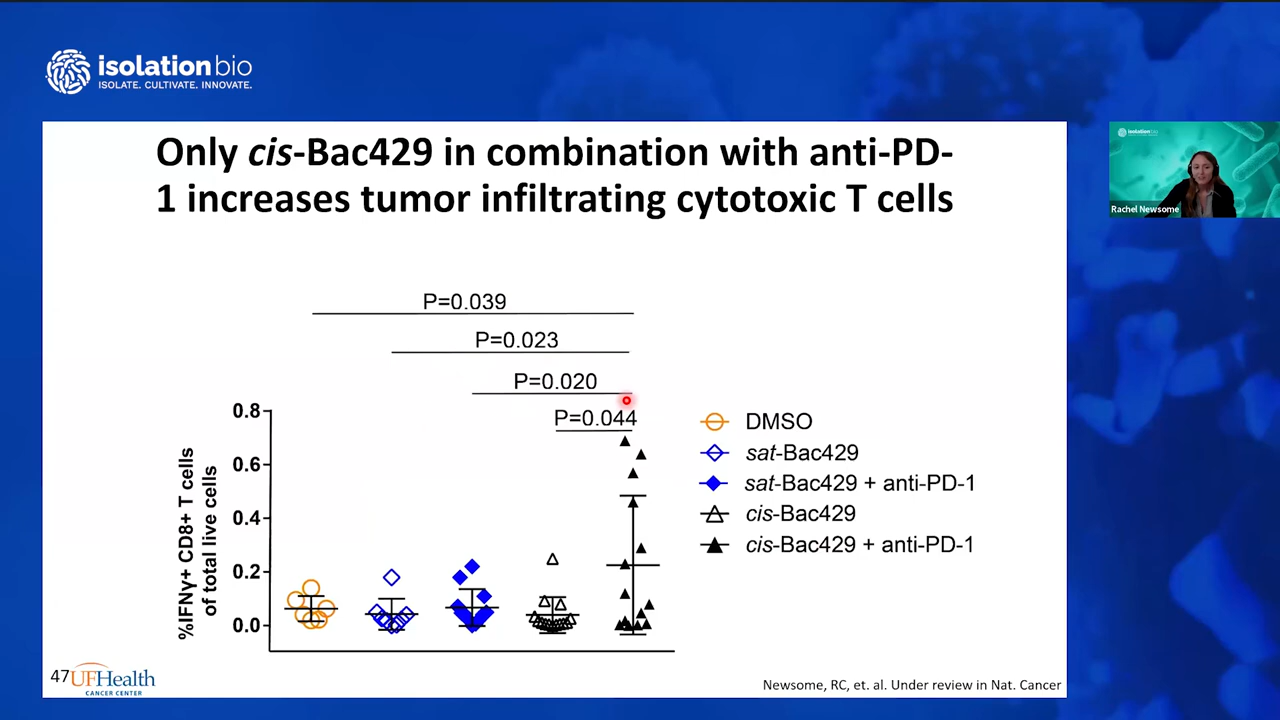 isolation bio
ISOLATE. CULTIVATE. INNOVATE.
Only cis-Bac429 in combination with anti-PD-
1 increases tumor infiltrating cytotoxic T cells
isolation bio
Rachel Newsome
P=0.039
P=0.023
P=0.020
P=0.044
%IFNγ+ CD8+ T cells
of total live cells
0.8
0.6
0.4
0.2
0.0
DMSO
sat-Bac429
sat-Bac429 + anti-PD-1
cis-Bac429
cis-Bac429 + anti-PD-1
47
UFHealth
CANCER CENTER
Newsome, RC, et. al. Under review in Nat. Cancer